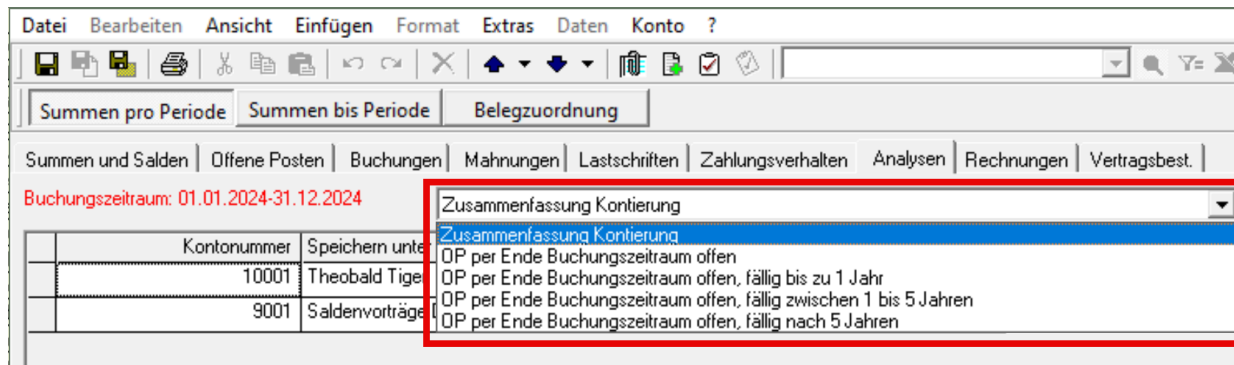 Datei Bearbeiten Ansicht Einfügen Format Extras Daten Konto ?
Summen pro Periode Summen bis Periode Belegzuordnung
Summen und Salden Offene Posten Buchungen Mahnungen Lastschriften Zahlungsverhalten Analysen Rechnungen Vertragsbest.
Buchungszeitraum: 01.01.2024-31.12.2024 Zusammenfassung Kontierung
Kontonummer Speichern unter Zusammenfassung Kontierung
OP per Ende Buchungszeitraum offen
10001 Theobald Tiger OP per Ende Buchungszeitraum offen, fällig bis zu 1 Jahr
OP per Ende Buchungszeitraum offen, fällig zwischen 1 bis 5 Jahren
9001 Saldenvorträge OP per Ende Buchungszeitraum offen, fällig nach 5 Jahren